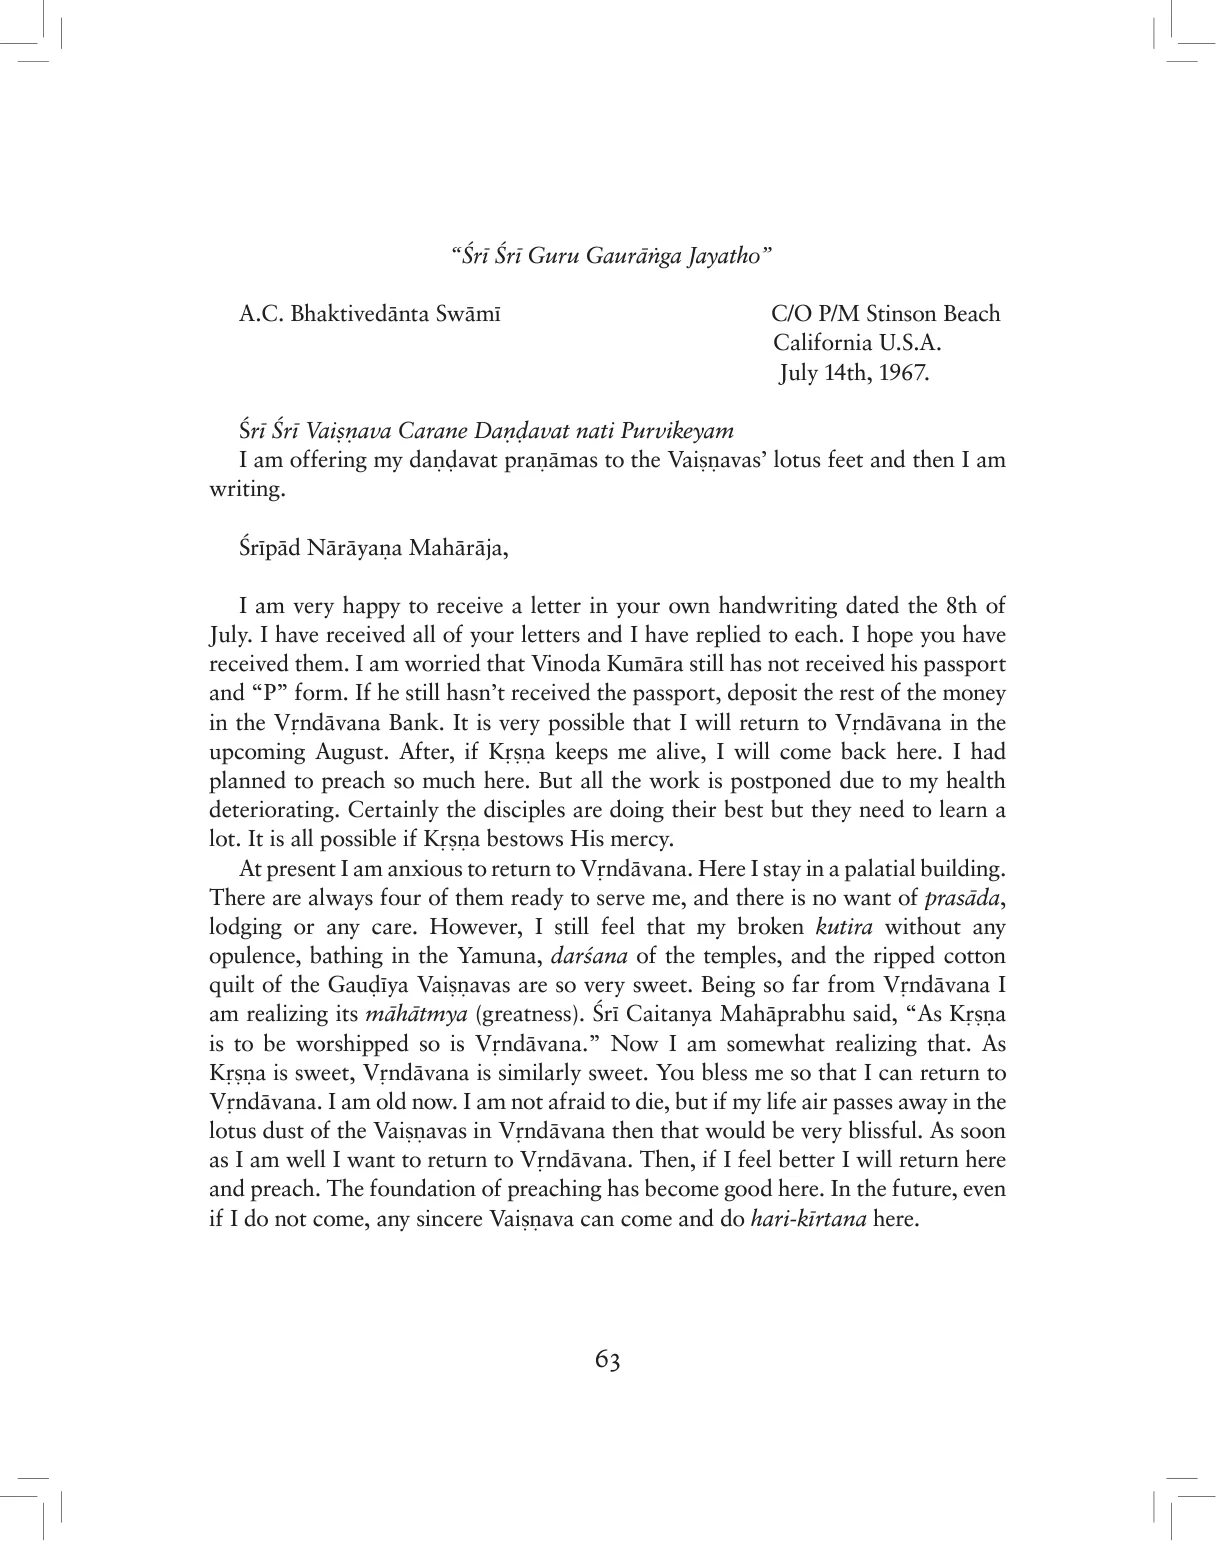 “Śrī Śrī Guru Gaurāṅga Jayatho”
A.C. Bhaktivedānta Swāmī C/O P/M Stinson Beach
California U.S.A.
July 14th, 1967.
Śrī Śrī Vaiṣṇava Carane Daṇḍavat nati Purvikeyam
I am offering my daṇḍavat praṇāmas to the Vaiṣṇavas’ lotus feet and then I am
writing.
Śrīpād Nārāyaṇa Mahārāja,
I am very happy to receive a letter in your own handwriting dated the 8th of
July. I have received all of your letters and I have replied to each. I hope you have
received them. I am worried that Vinoda Kumāra still has not received his passport
and “P” form. If he still hasn’t received the passport, deposit the rest of the money
in the Vṛndāvana Bank. It is very possible that I will return to Vṛndāvana in the
upcoming August. After, if Kṛṣṇa keeps me alive, I will come back here. I had
planned to preach so much here. But all the work is postponed due to my health
deteriorating. Certainly the disciples are doing their best but they need to learn a
lot. It is all possible if Kṛṣṇa bestows His mercy.
At present I am anxious to return to Vṛndāvana. Here I stay in a palatial building.
There are always four of them ready to serve me, and there is no want of prasāda,
lodging or any care. However, I still feel that my broken kutira without any
opulence, bathing in the Yamuna, darśana of the temples, and the ripped cotton
quilt of the Gauḍīya Vaiṣṇavas are so very sweet. Being so far from Vṛndāvana I
am realizing its māhātmya (greatness). Śrī Caitanya Mahāprabhu said, “As Kṛṣṇa
is to be worshipped so is Vṛndāvana.” Now I am somewhat realizing that. As
Kṛṣṇa is sweet, Vṛndāvana is similarly sweet. You bless me so that I can return to
Vṛndāvana. I am old now. I am not afraid to die, but if my life air passes away in the
lotus dust of the Vaiṣṇavas in Vṛndāvana then that would be very blissful. As soon
as I am well I want to return to Vṛndāvana. Then, if I feel better I will return here
and preach. The foundation of preaching has become good here. In the future, even
if I do not come, any sincere Vaiṣṇava can come and do hari-kīrtana here.
63